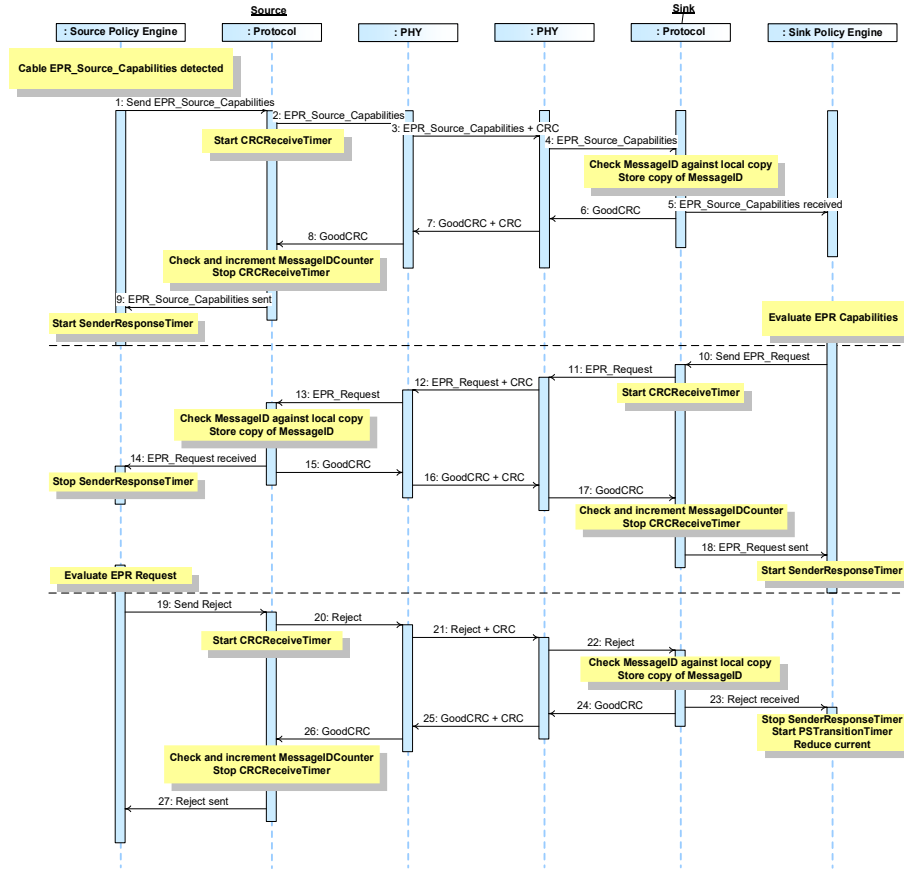 Source
Sink
: Source Policy Engine
: Protocol
: PHY
: PHY
: Protocol
: Sink Policy Engine
Cable EPR_Source_Capabilities detected
1: Send EPR_Source_Capabilities
2: EPR_Source_Capabilities
3: EPR_Source_Capabilities + CRC
Start CRCReceiveTimer
4: EPR_Source_Capabilities
Check MessageID against local copy
Store copy of MessageID
5: EPR_Source_Capabilities received
6: GoodCRC
7: GoodCRC + CRC
8: GoodCRC
Check and increment MessageIDCounter
Stop CRCReceiveTimer
9: EPR_Source_Capabilities sent
Start SenderResponseTimer
Evaluate EPR Capabilities
10: Send EPR_Request
11: EPR_Request
12: EPR_Request + CRC
Start CRCReceiveTimer
13: EPR_Request
Check MessageID against local copy
Store copy of MessageID
14: EPR_Request received
15: GoodCRC
Stop SenderResponseTimer
16: GoodCRC + CRC
17: GoodCRC
Check and increment MessageIDCounter
Stop CRCReceiveTimer
18: EPR_Request sent
Start SenderResponseTimer
Evaluate EPR Request
19: Send Reject
20: Reject
Start CRCReceiveTimer
21: Reject + CRC
22: Reject
Check MessageID against local copy
Store copy of MessageID
23: Reject received
24: GoodCRC
25: GoodCRC + CRC
26: GoodCRC
Stop SenderResponseTimer
Start PSTransitionTimer
Reduce current
Check and increment MessageIDCounter
Stop CRCReceiveTimer
27: Reject sent